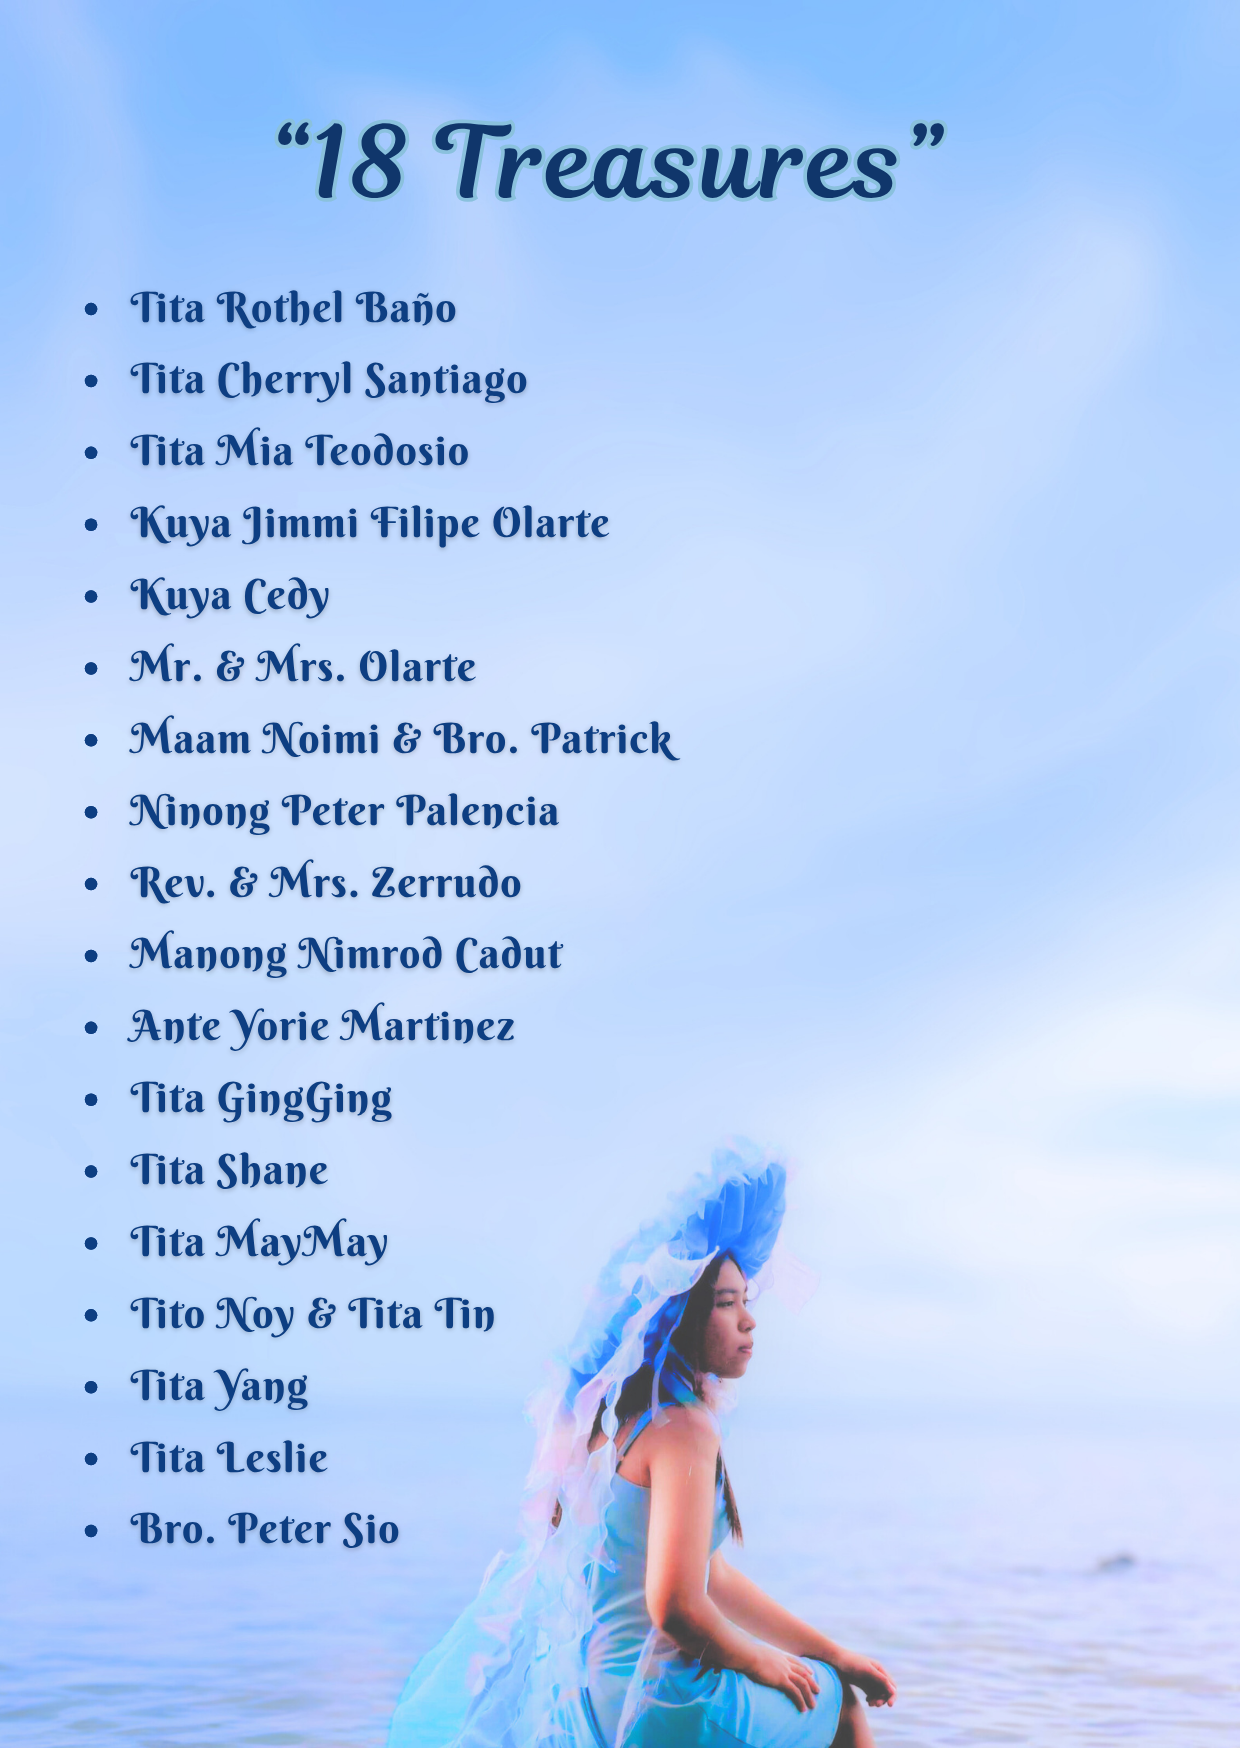 “18 Treasures”
• Tita Rothel Baño
• Tita Cherryl Santiago
• Tita Mia Teodosio
• Kuya Jimmi Filipe Olarte
• Kuya Cedy
• Mr. & Mrs. Olarte
• Maam Noimi & Bro. Patrick
• Ninong Peter Palencia
• Rev. & Mrs. Zerrudo
• Manong Nimrod Cadut
• Ante Yorie Martinez
• Tita GingGing
• Tita Shane
• Tita MayMay
• Tito Noy & Tita Tin
• Tita Yang
• Tita Leslie
• Bro. Peter Sio